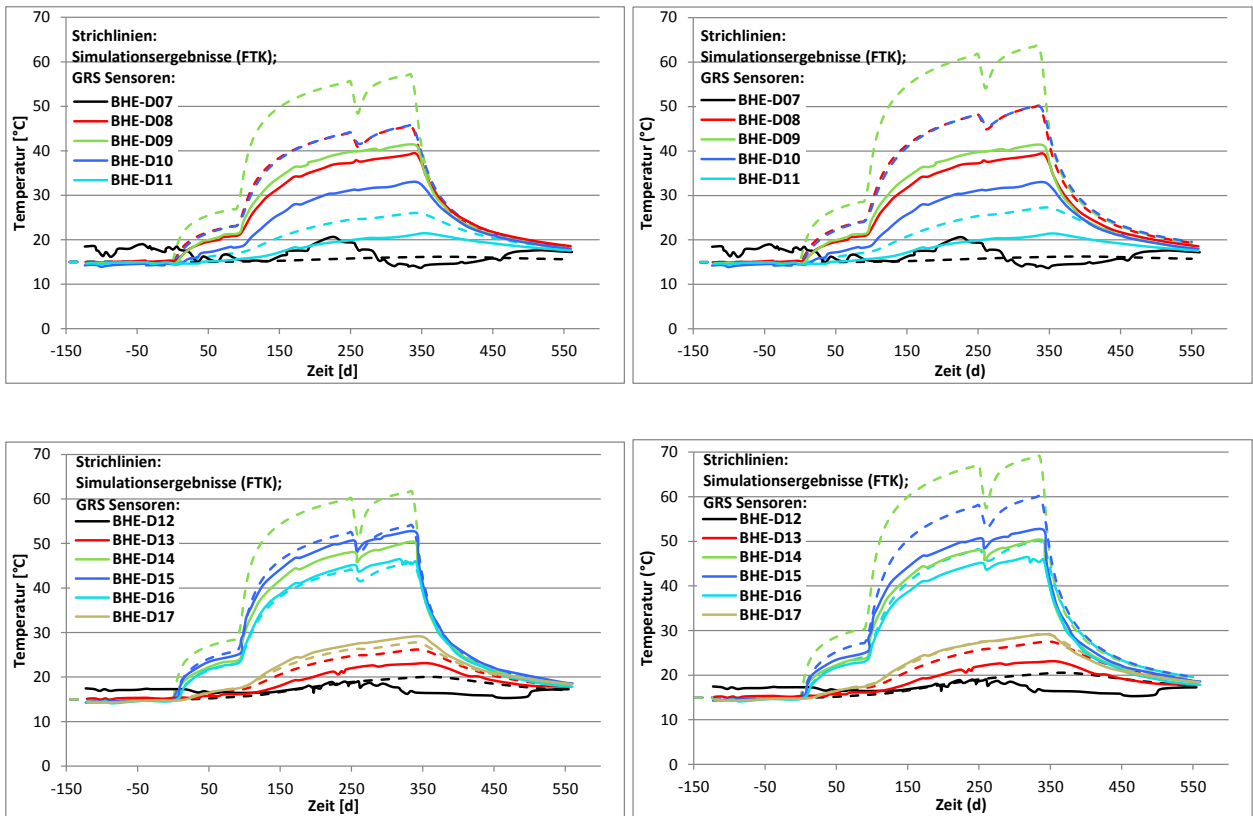 70
60
50
40
30
20
10
0
Temperatur [°C]
Strichlinien:
Simulationsergebnisse (FTK);
GRS Sensoren:
BHE-D07
BHE-D08
BHE-D09
BHE-D10
BHE-D11
-150 -50 50 150 250 350 450 550
Zeit [d]
70
60
50
40
30
20
10
0
Temperatur (°C)
Strichlinien:
Simulationsergebnisse (FTK);
GRS Sensoren:
BHE-D07
BHE-D08
BHE-D09
BHE-D10
BHE-D11
-150 -50 50 150 250 350 450 550
Zeit (d)
70
60
50
40
30
20
10
0
Temperatur [°C]
Strichlinien:
Simulationsergebnisse (FTK);
GRS Sensoren:
BHE-D12
BHE-D13
BHE-D14
BHE-D15
BHE-D16
BHE-D17
-150 -50 50 150 250 350 450 550
Zeit [d]
70
60
50
40
30
20
10
0
Temperatur (°C)
Strichlinien:
Simulationsergebnisse (FTK);
GRS Sensoren:
BHE-D12
BHE-D13
BHE-D14
BHE-D15
BHE-D16
BHE-D17
-150 -50 50 150 250 350 450 550
Zeit (d)